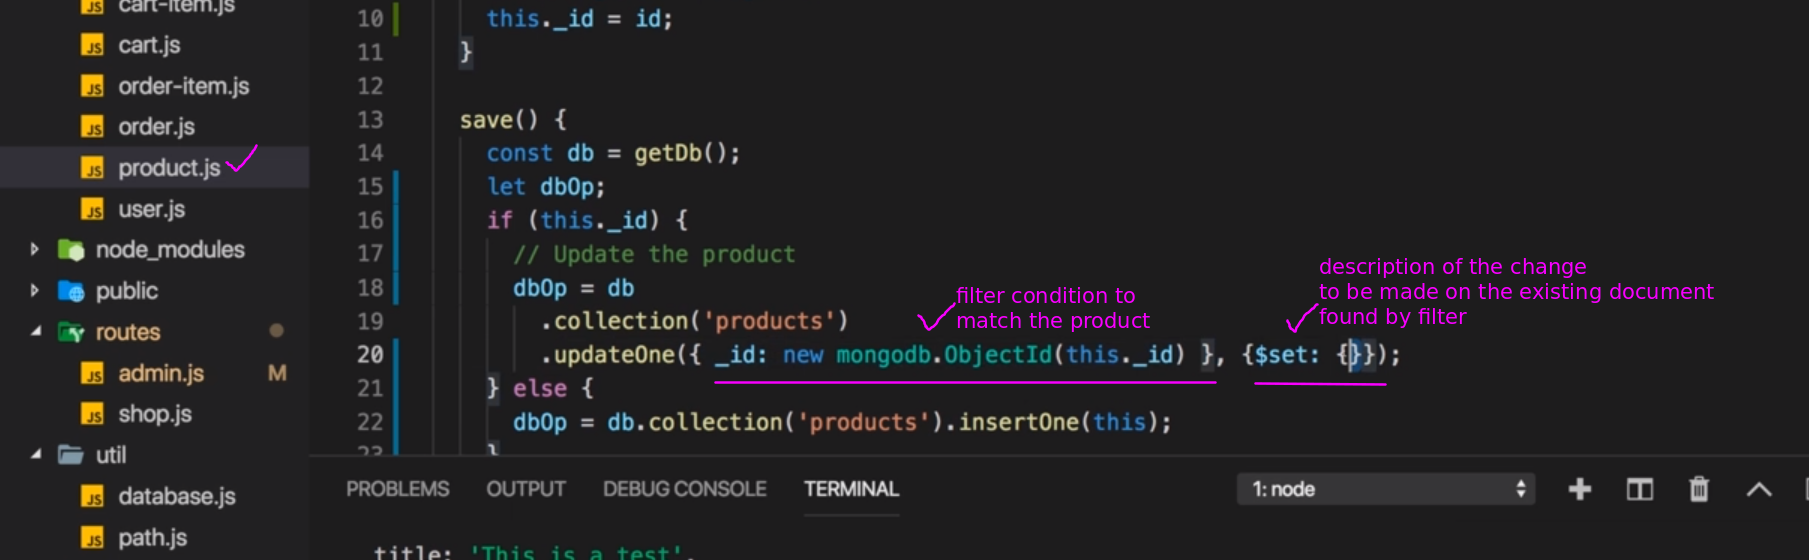 cart-item.js
cart.js
order-item.js
order.js
product.js
user.js
node_modules
public
routes
admin.js M
shop.js
util
database.js
path.js
10 this._id = id;
11 }
12
13 save() {
14 const db = getDb();
15 let dbOp;
16 if (this._id) {
17 // Update the product
18 dbOp = db
19 .collection('products')
20 .updateOne({ _id: new mongodb.ObjectId(this._id) }, {$set: {}});
21 } else {
22 dbOp = db.collection('products').insertOne(this);
23 }
filter condition to
match the product
description of the change
to be made on the existing document
found by filter
PROBLEMS OUTPUT DEBUG CONSOLE TERMINAL 1: node
title: 'This is a test',